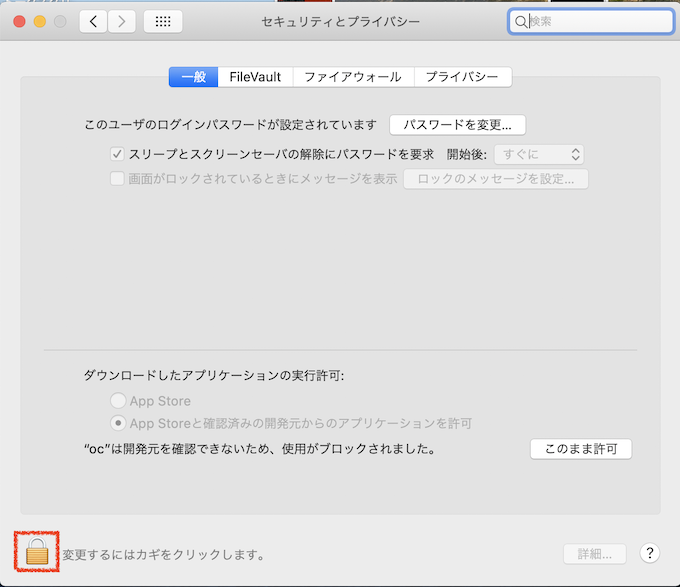 セキュリティとプライバシー
検索
一般 FileVault ファイアウォール プライバシー
このユーザのログインパスワードが設定されています パスワードを変更...
スリープとスクリーンセーバの解除にパスワードを要求 開始後: すぐに
画面がロックされているときにメッセージを表示 ロックのメッセージを設定...
ダウンロードしたアプリケーションの実行許可:
App Store
App Storeと確認済みの開発元からのアプリケーションを許可
“oc”は開発元を確認できないため、使用がブロックされました。 このまま許可
変更するにはカギをクリックします。 詳細... ?